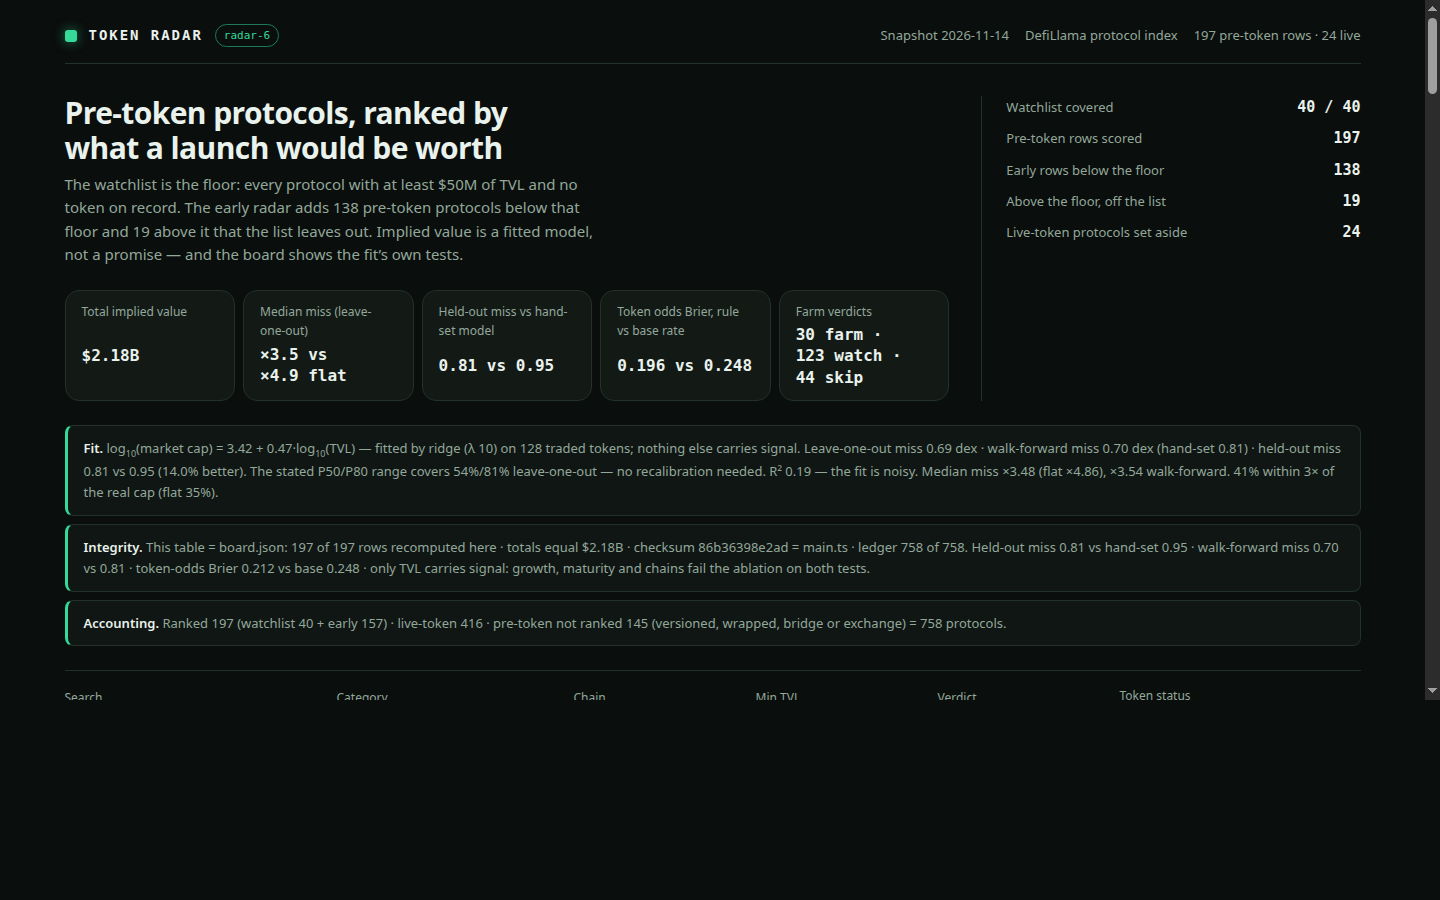 TOKEN RADAR radar-6
Snapshot 2026-11-14 DefiLlama protocol index 197 pre-token rows · 24 live
Pre-token protocols, ranked by
what a launch would be worth
The watchlist is the floor: every protocol with at least $50M of TVL and no
token on record. The early radar adds 138 pre-token protocols below that
floor and 19 above it that the list leaves out. Implied value is a fitted model,
not a promise — and the board shows the fit's own tests.
Watchlist covered 40 / 40
Pre-token rows scored 197
Early rows below the floor 138
Above the floor, off the list 19
Live-token protocols set aside 24
Total implied value
$2.18B
Median miss (leave-
one-out)
×3.5 vs
×4.9 flat
Held-out miss vs hand-
set model
0.81 vs 0.95
Token odds Brier, rule
vs base rate
0.196 vs 0.248
Farm verdicts
30 farm ·
123 watch ·
44 skip
Fit. log10(market cap) = 3.42 + 0.47·log10(TVL) — fitted by ridge (λ 10) on 128 traded tokens; nothing else carries signal. Leave-one-out miss 0.69 dex · walk-forward miss 0.70 dex (hand-set 0.81) · held-out miss
0.81 vs 0.95 (14.0% better). The stated P50/P80 range covers 54%/81% leave-one-out — no recalibration needed. R² 0.19 — the fit is noisy. Median miss ×3.48 (flat ×4.86), ×3.54 walk-forward. 41% within 3× of
the real cap (flat 35%).
Integrity. This table = board.json: 197 of 197 rows recomputed here · totals equal $2.18B · checksum 86b36398e2ad = main.ts · ledger 758 of 758. Held-out miss 0.81 vs hand-set 0.95 · walk-forward miss 0.70
vs 0.81 · token-odds Brier 0.212 vs base 0.248 · only TVL carries signal: growth, maturity and chains fail the ablation on both tests.
Accounting. Ranked 197 (watchlist 40 + early 157) · live-token 416 · pre-token not ranked 145 (versioned, wrapped, bridge or exchange) = 758 protocols.
Search Category Chain Min TVL Verdict Token status